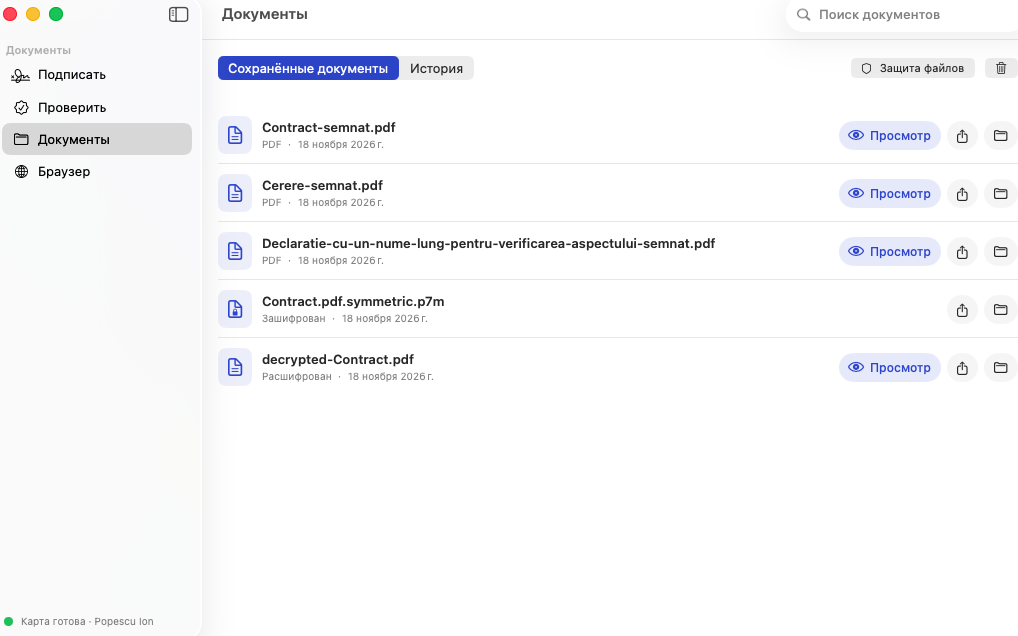 Документы
Поиск документов
Документы
Подписать
Проверить
Документы
Браузер
Сохранённые документы
История
Защита файлов
Contract-semnat.pdf
PDF · 18 ноября 2026 г.
Просмотр
Cerere-semnat.pdf
PDF · 18 ноября 2026 г.
Просмотр
Declaratie-cu-un-nume-lung-pentru-verificarea-aspectului-semnat.pdf
PDF · 18 ноября 2026 г.
Просмотр
Contract.pdf.symmetric.p7m
Зашифрован · 18 ноября 2026 г.
decrypted-Contract.pdf
Расшифрован · 18 ноября 2026 г.
Просмотр
Карта готова · Popescu Ion